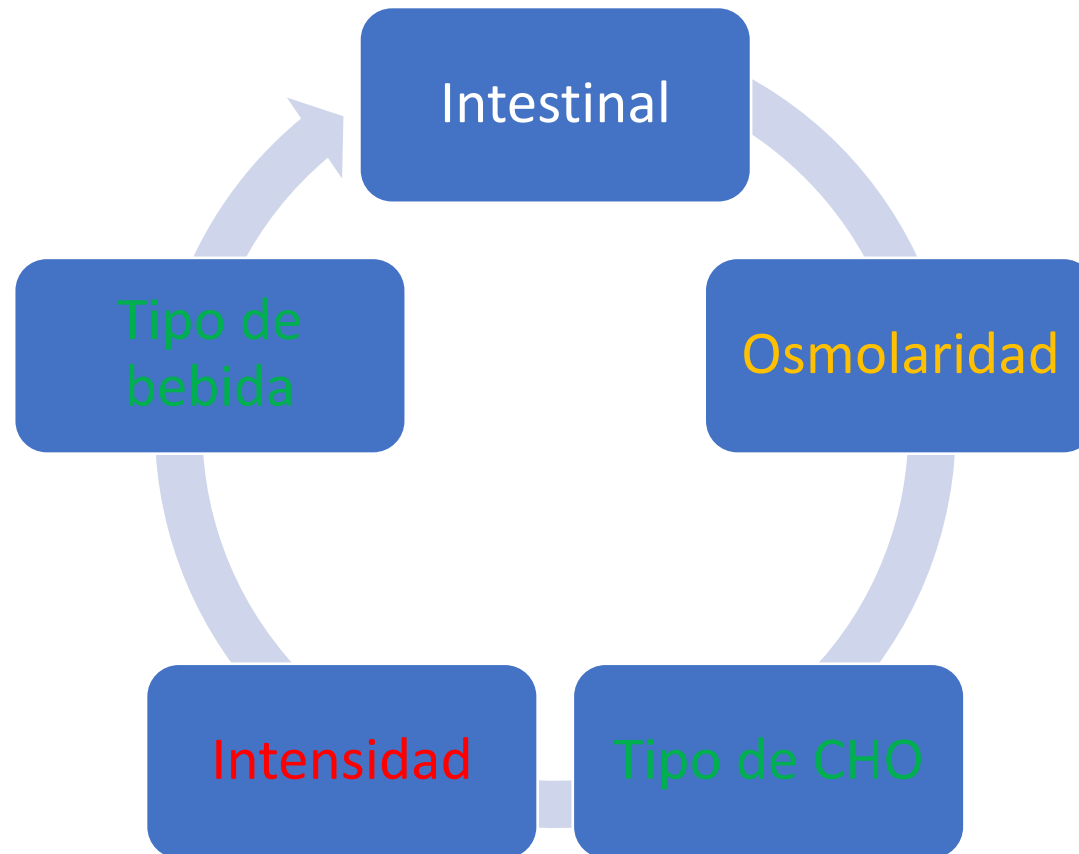 Intestinal
Tipo de
bebida
Osmolaridad
Intensidad
Tipo de CHO